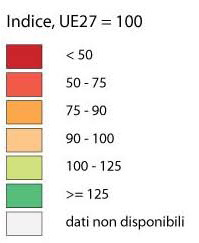 Indice, UE27 = 100
< 50
50 - 75
75 - 90
90 - 100
100 - 125
>= 125
dati non disponibili